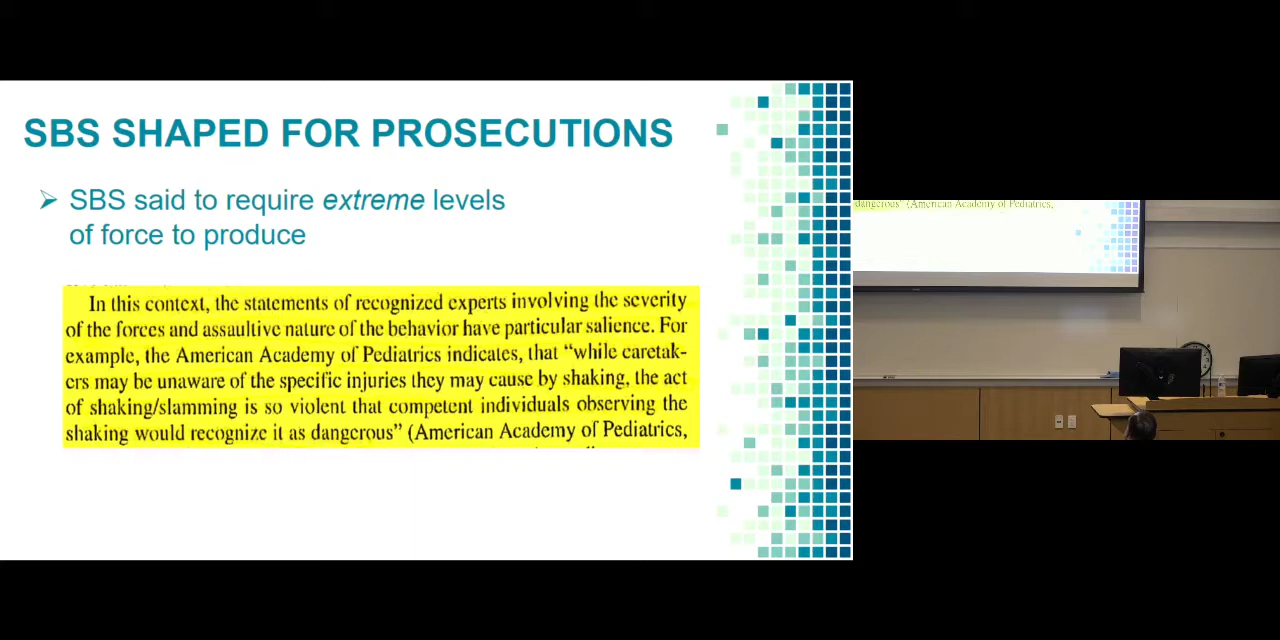 SBS SHAPED FOR PROSECUTIONS
SBS said to require extreme levels
of force to produce
In this context, the statements of recognized experts involving the severity
of the forces and assaultive nature of the behavior have particular salience. For
example, the American Academy of Pediatrics indicates, that “while caretak-
ers may be unaware of the specific injuries they may cause by shaking, the act
of shaking/slamming is so violent that competent individuals observing the
shaking would recognize it as dangerous” (American Academy of Pediatrics,
dangerous” (American Academy of Pediatrics,